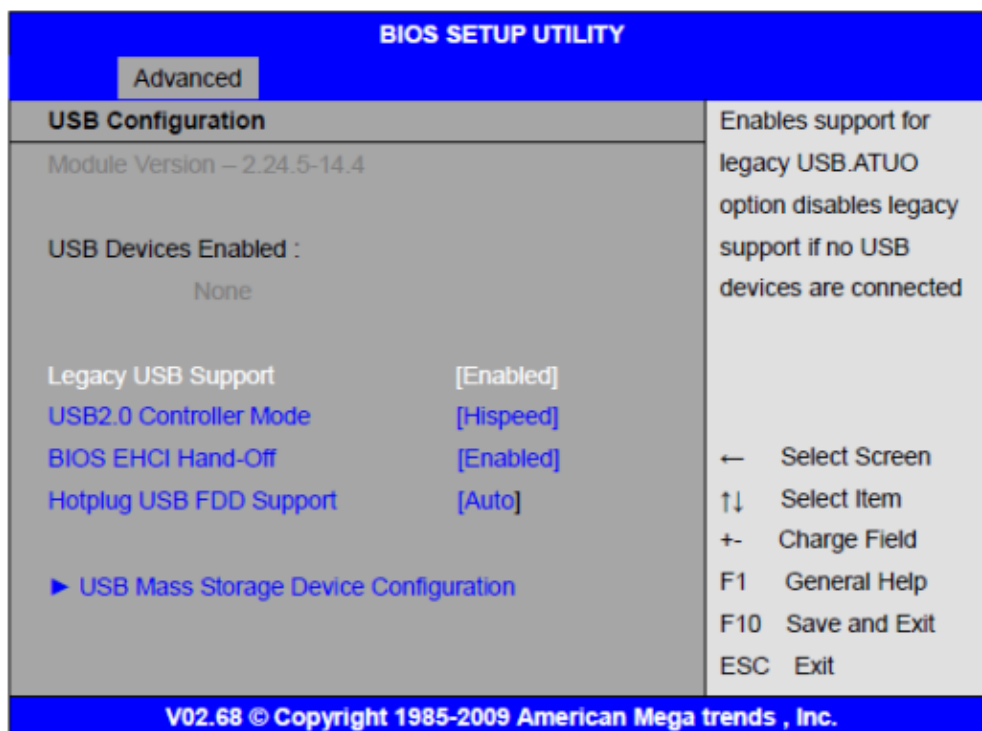 BIOS SETUP UTILITY
Advanced
USB Configuration
Module Version – 2.24.5-14.4
USB Devices Enabled :
None
Legacy USB Support [Enabled]
USB2.0 Controller Mode [Hispeed]
BIOS EHCI Hand-Off [Enabled]
Hotplug USB FDD Support [Auto]
► USB Mass Storage Device Configuration
Enables support for
legacy USB.ATUO
option disables legacy
support if no USB
devices are connected
← Select Screen
↑↓ Select Item
+- Charge Field
F1 General Help
F10 Save and Exit
ESC Exit
V02.68 © Copyright 1985-2009 American Mega trends , Inc.